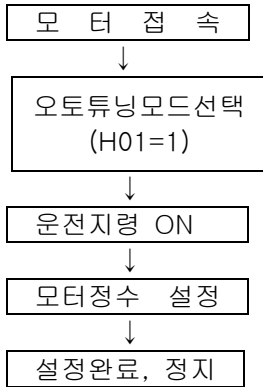 모 터 접 속
↓
오토튜닝모드선택
(H01=1)
↓
운전지령 ON
↓
모터정수 설정
↓
설정완료, 정지